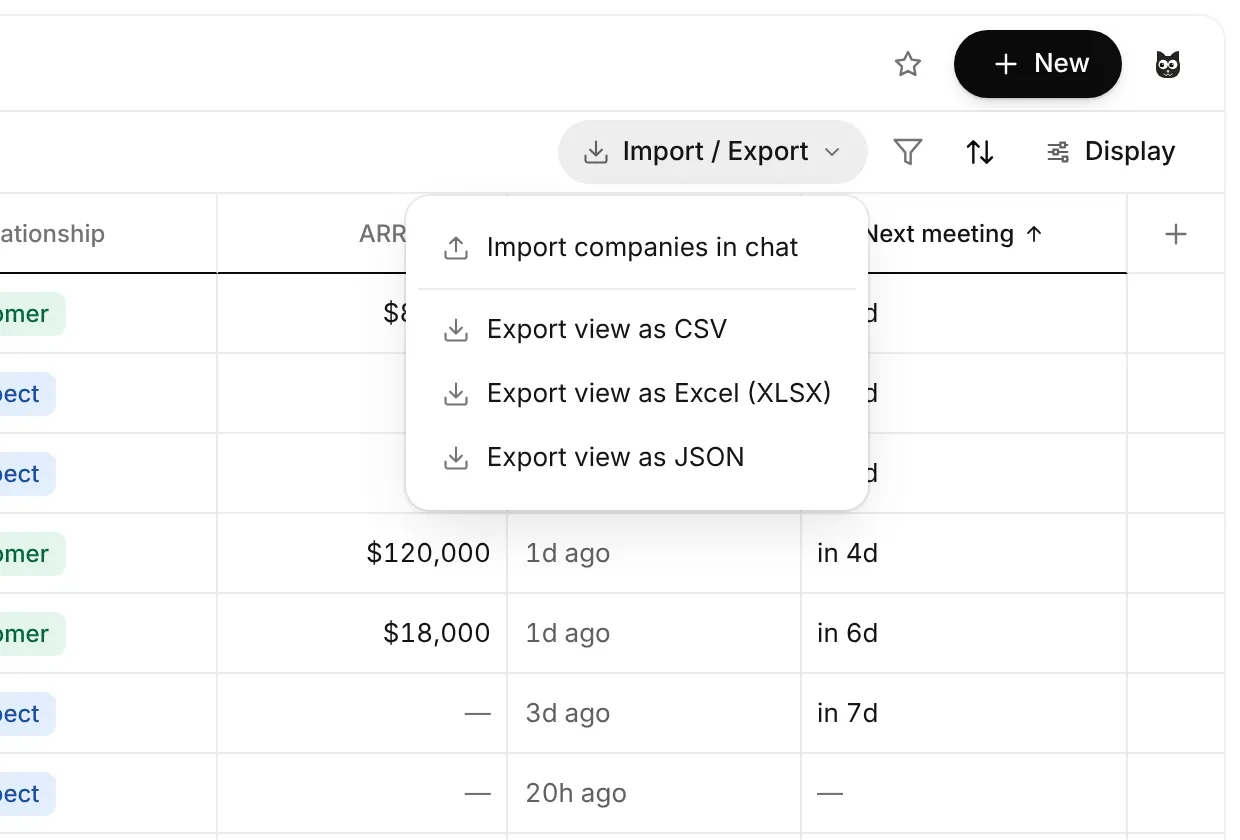 New
Import / Export
Display
ationship
ARR
Next meeting
Import companies in chat
Export view as CSV
Export view as Excel (XLSX)
Export view as JSON
omer
$8
d
pect
d
pect
d
omer
$120,000
1d ago
in 4d
omer
$18,000
1d ago
in 6d
pect
—
3d ago
in 7d
pect
—
20h ago
—